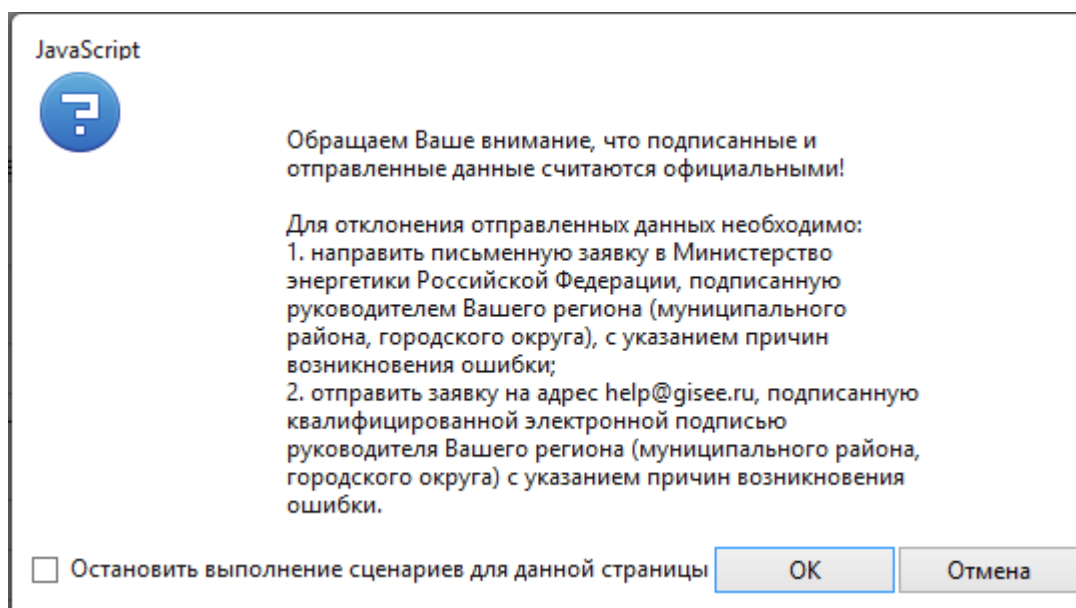 JavaScript
Обращаем Ваше внимание, что подписанные и
отправленные данные считаются официальными!
Для отклонения отправленных данных необходимо:
1. направить письменную заявку в Министерство
энергетики Российской Федерации, подписанную
руководителем Вашего региона (муниципального
района, городского округа), с указанием причин
возникновения ошибки;
2. отправить заявку на адрес help@gisee.ru, подписанную
квалифицированной электронной подписью
руководителя Вашего региона (муниципального района,
городского округа) с указанием причин возникновения
ошибки.
Остановить выполнение сценариев для данной страницы
OK
Отмена